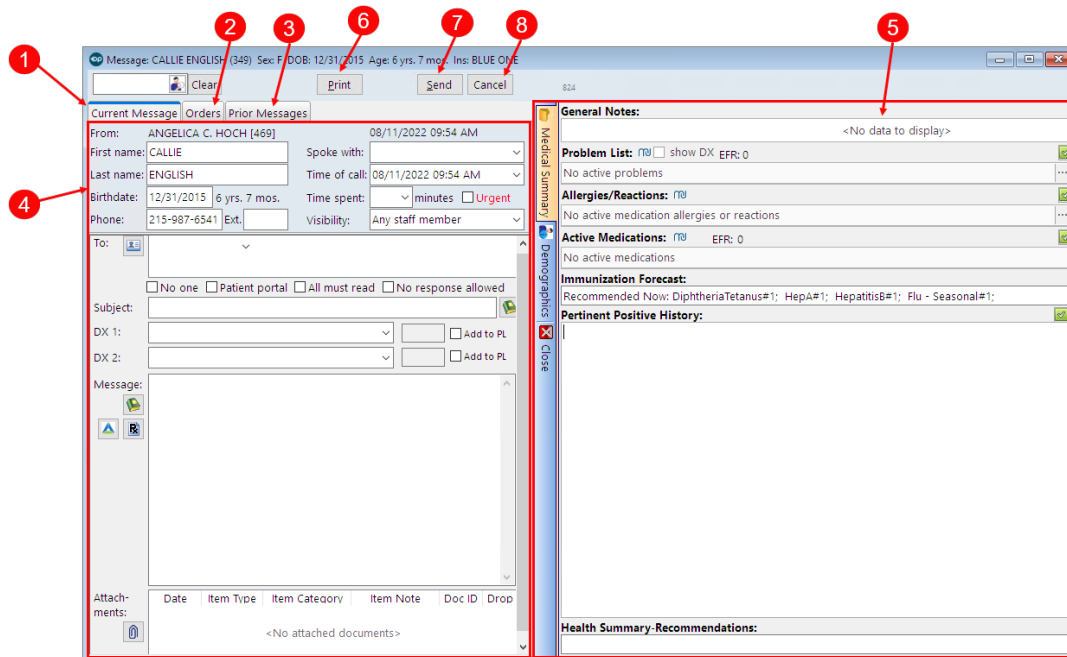 6 7 8
2 3 5
1
op Message: CALLIE ENGLISH (349) Sex: F DOB: 12/31/2015 Age: 6 yrs. 7 mos. Ins: BLUE ONE
Clear Print Send Cancel 824
Current Message Orders Prior Messages
From: ANGELICA C. HOCH [469] 08/11/2022 09:54 AM
First name: CALLIE Spoke with:
Last name: ENGLISH Time of call: 08/11/2022 09:54 AM
4
Birthdate: 12/31/2015 6 yrs. 7 mos. Time spent: minutes Urgent
Phone: 215-987-6541 Ext. Visibility: Any staff member
To:
No one Patient portal All must read No response allowed
Subject:
DX 1: Add to PL
DX 2: Add to PL
Message:
Attach-
ments:
Date Item Type Item Category Item Note Doc ID Drop
<No attached documents>
Medical Summary
Demographics
Close
General Notes:
<No data to display>
Problem List: show DX EFR: 0
No active problems
Allergies/Reactions:
No active medication allergies or reactions
Active Medications: EFR: 0
No active medications
Immunization Forecast:
Recommended Now: DiphtheriaTetanus#1; HepA#1; HepatitisB#1; Flu - Seasonal#1;
Pertinent Positive History:
Health Summary-Recommendations: